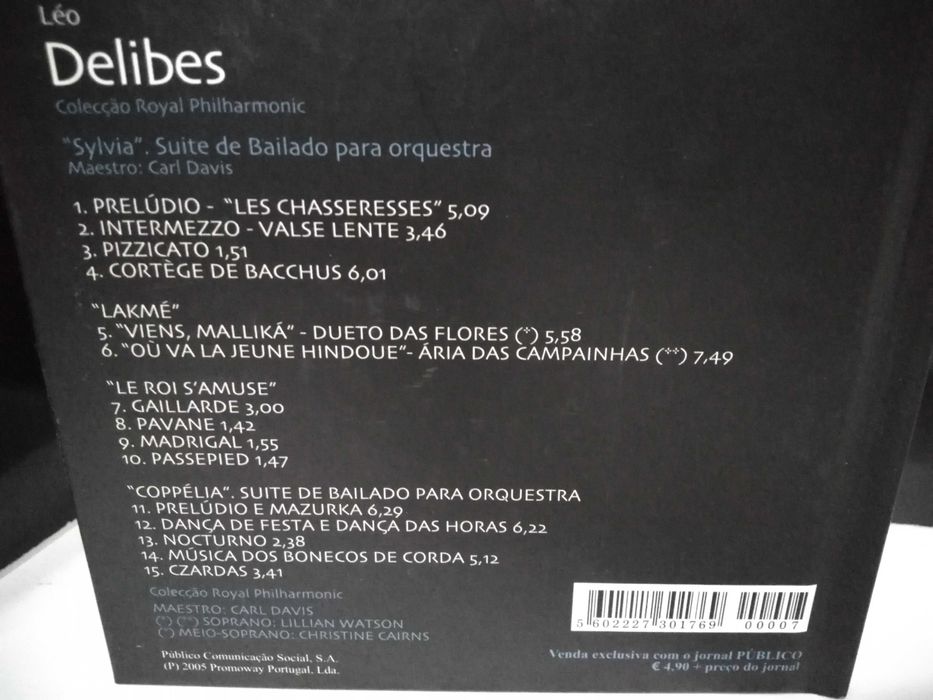 Léo
Delibes
Colecção Royal Philharmonic
"Sylvia". Suite de Bailado para orquestra
Maestro: Carl Davis
1. PRELÚDIO - "LES CHASSERESSES" 5,09
2. INTERMEZZO - VALSE LENTE 3,46
3. PIZZICATO 1,51
4. CORTÈGE DE BACCHUS 6,01
"LAKMÉ"
5. "VIENS, MALLIKÁ" - DUETO DAS FLORES (*) 5,58
6. "OÙ VA LA JEUNE HINDOUE"- ÁRIA DAS CAMPAINHAS (**) 7,49
"LE ROI S'AMUSE"
7. GAILLARDE 3,00
8. PAVANE 1,42
9. MADRIGAL 1,55
10. PASSEPIED 1,47
"COPPÉLIA". SUITE DE BAILADO PARA ORQUESTRA
11. PRELÚDIO E MAZURKA 6,29
12. DANÇA DE FESTA E DANÇA DAS HORAS 6,22
13. NOCTURNO 2,38
14. MÚSICA DOS BONECOS DE CORDA 5,12
15. CZARDAS 3,41
Colecção Royal Philharmonic
MAESTRO: CARL DAVIS
(*) (**) SOPRANO: LILLIAN WATSON
(*) MEIO-SOPRANO: CHRISTINE CAIRNS
Público Comunicação Social, S.A.
(P) 2005 Promoway Portugal, Lda.
5 602227 301769 00007
Venda exclusiva com o jornal PÚBLICO
€ 4,90 + preço do jornal